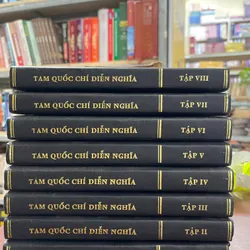 TAM QUỐC CHÍ DIỄN NGHĨA TẬP VIII
TAM QUỐC CHÍ DIỄN NGHĨA TẬP VII
TAM QUỐC CHÍ DIỄN NGHĨA TẬP VI
TAM QUỐC CHÍ DIỄN NGHĨA TẬP V
TAM QUỐC CHÍ DIỄN NGHĨA TẬP IV
TAM QUỐC CHÍ DIỄN NGHĨA TẬP III
TAM QUỐC CHÍ DIỄN NGHĨA TẬP II